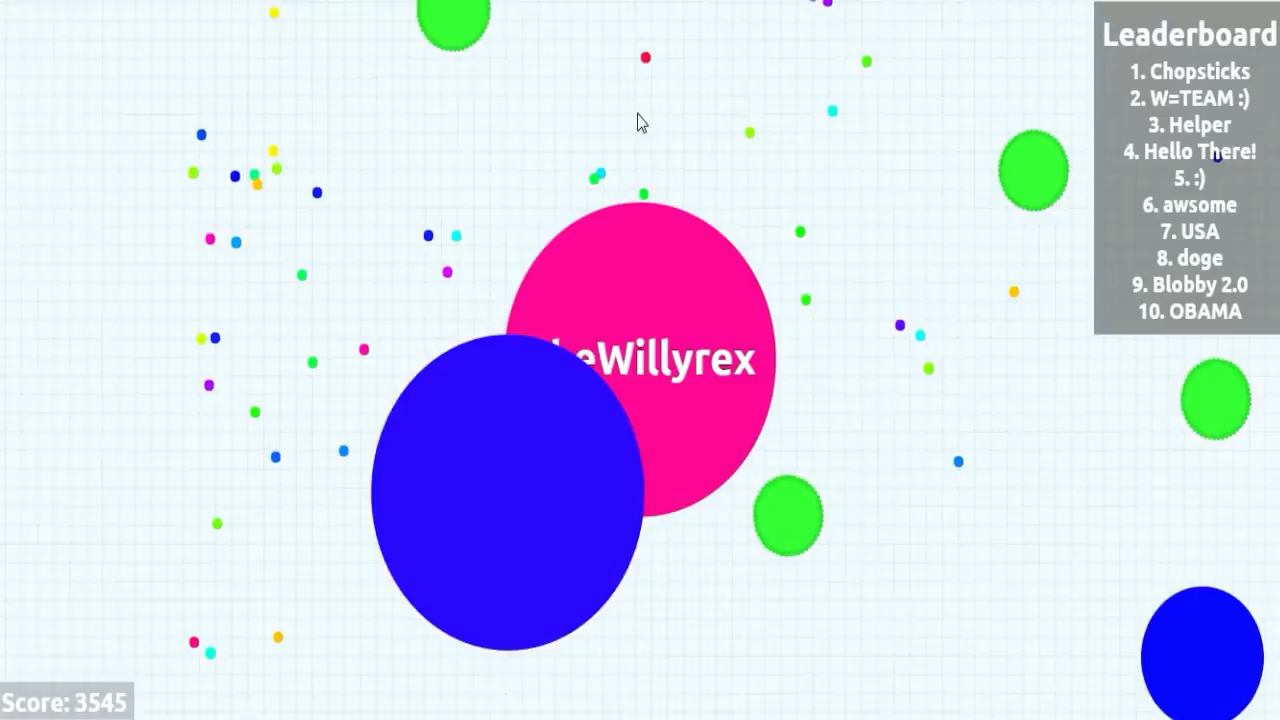 Leaderboard
1. Chopsticks
2. W=TEAM :)
3. Helper
4. Hello There!
5. :)
6. awsome
7. USA
8. doge
9. Blobby 2.0
10. OBAMA
heWillyrex
Score: 3545